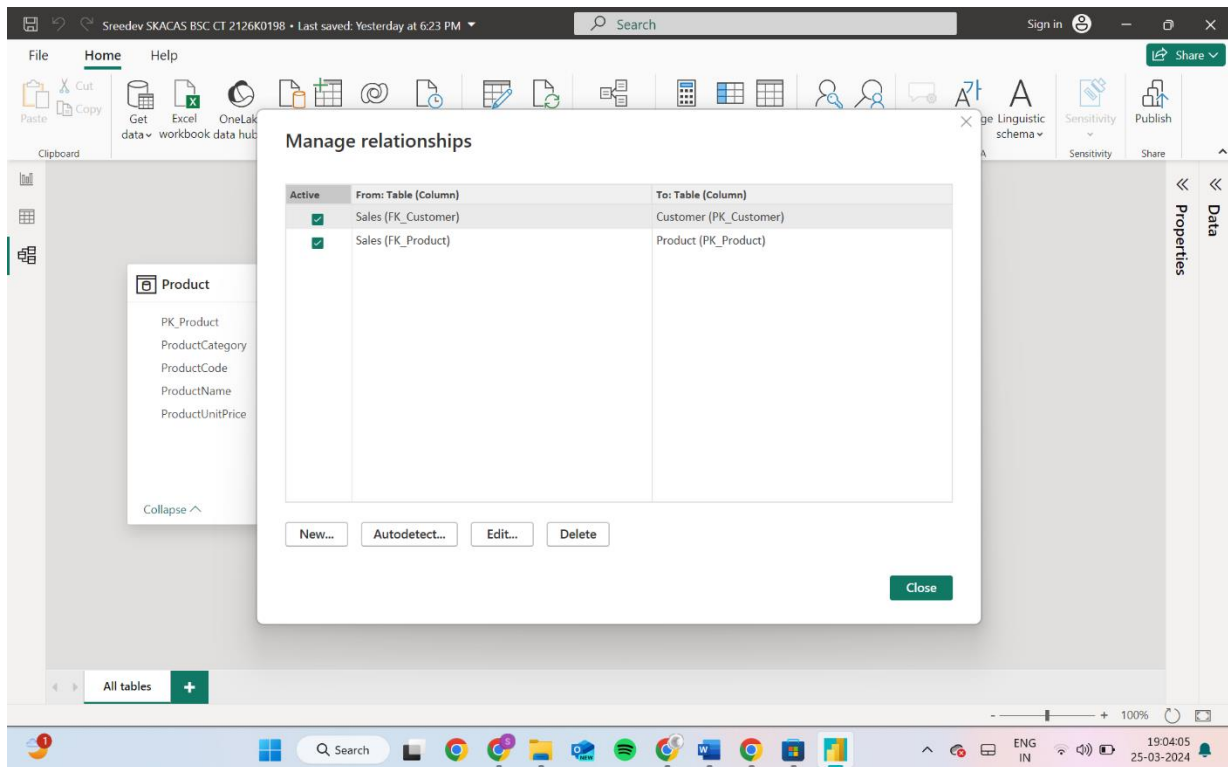 Sreedev SKACAS BSC CT 2126K0198 • Last saved: Yesterday at 6:23 PM
Search
Sign in
File Home Help
Share
Paste
Cut
Copy
Clipboard
Get data
Excel workbook
data hub
Linguistic schema
Sensitivity
Sensitivity
Publish
Share
Manage relationships
Active From: Table (Column) To: Table (Column)
Sales (FK_Customer) Customer (PK_Customer)
Sales (FK_Product) Product (PK_Product)
New... Autodetect... Edit... Delete
Close
Product
PK_Product
ProductCategory
ProductCode
ProductName
ProductUnitPrice
Collapse
Properties
Data
All tables
- + 100%
Search
ENG
IN
19:04:05
25-03-2024